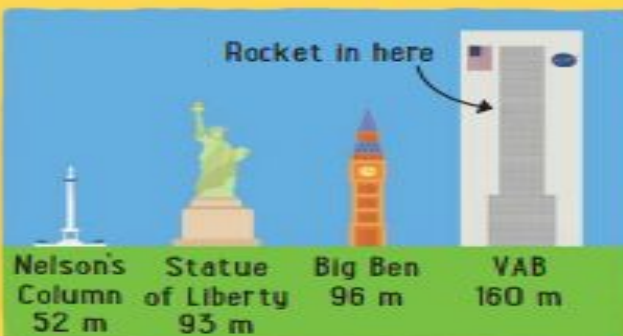 Rocket in here
Nelson's
Column
52 m
Statue
of Liberty
93 m
Big Ben
96 m
VAB
160 m